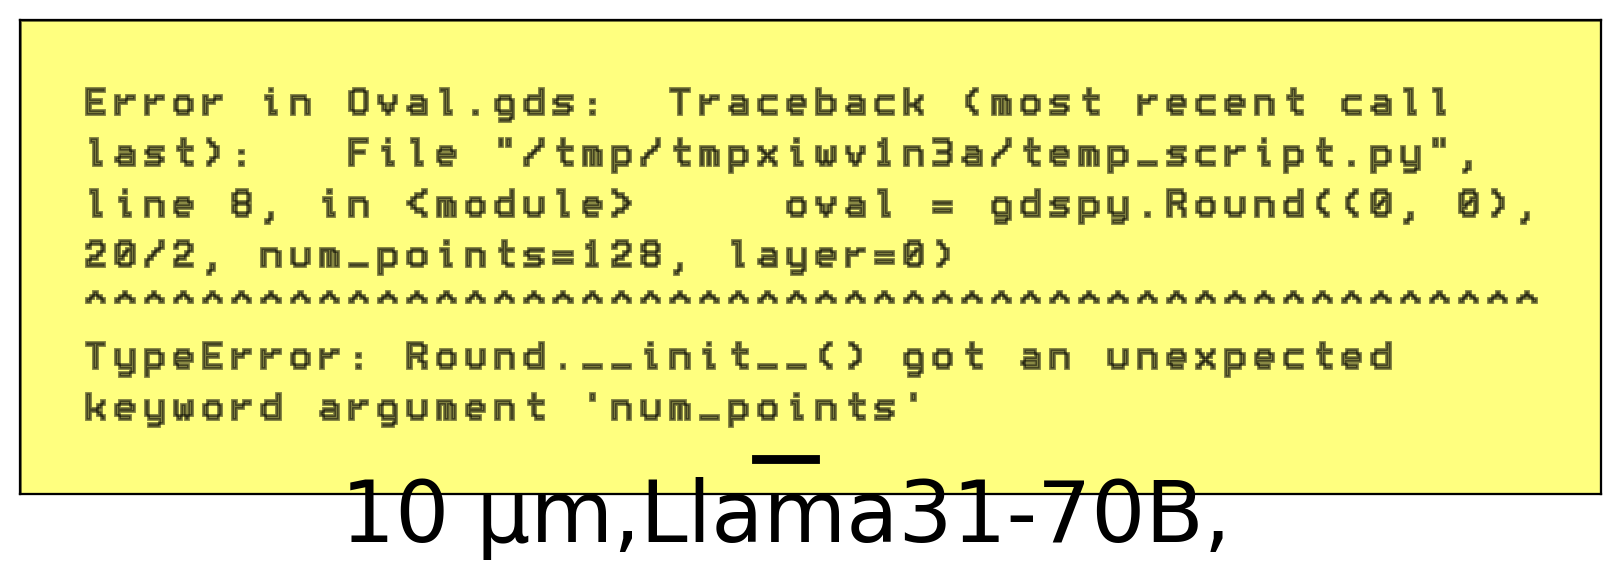 Error in Oval.gds:  Traceback (most recent call
last):   File "/tmp/tmpxiwv1n3a/temp_script.py",
line 8, in <module>     oval = gdspy.Round((0, 0),
20/2, num_points=128, layer=0)
^^^^^^^^^^^^^^^^^^^^^^^^^^^^^^^^^^^^^^^^^^^^^^^^^^
TypeError: Round.__init__() got an unexpected
keyword argument 'num_points'
10 μm,Llama31-70B,